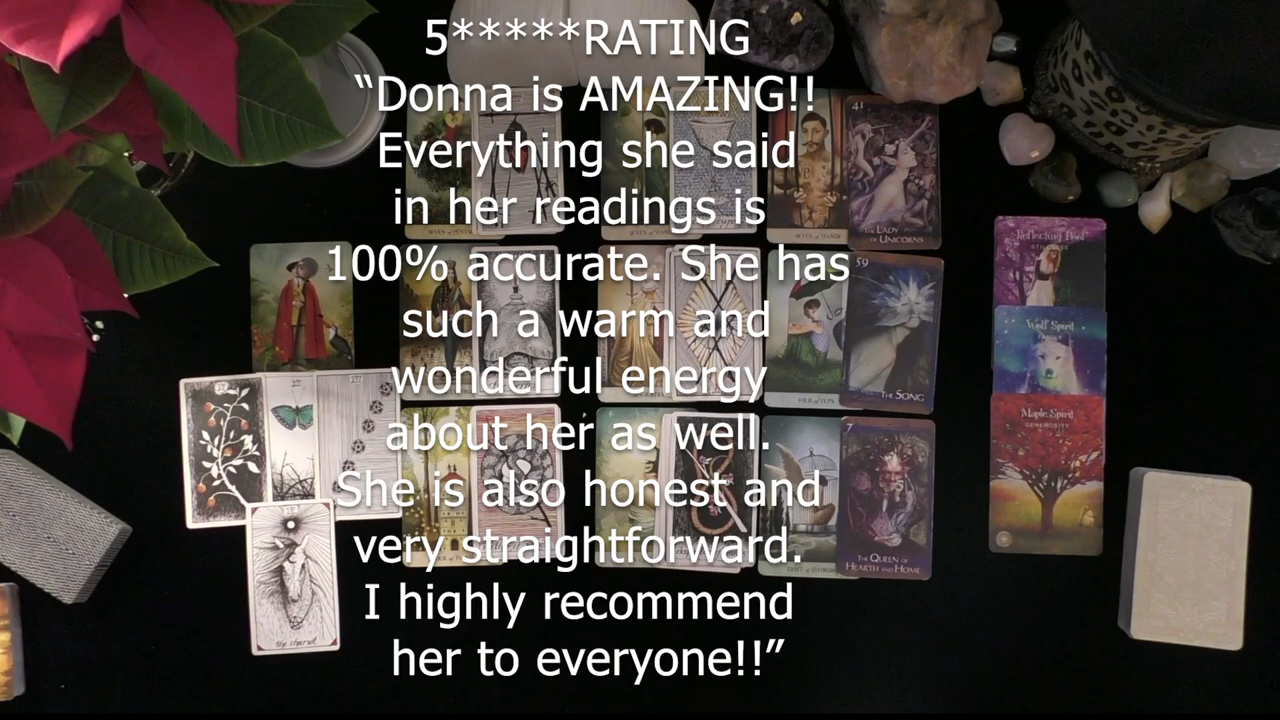 5*****RATING
“Donna is AMAZING!!
Everything she said
in her readings is
100% accurate. She has
such a warm and
wonderful energy
about her as well.
She is also honest and
very straightforward.
I highly recommend
her to everyone!!”
41
THE LADY
OF UNICORNS
59
THE SONG
7
THE QUEEN OF
HEARTH AND HOME
Reflecting Pool
STILLNESS
Wolf Spirit
Maple Spirit
GENEROSITY
the chariot